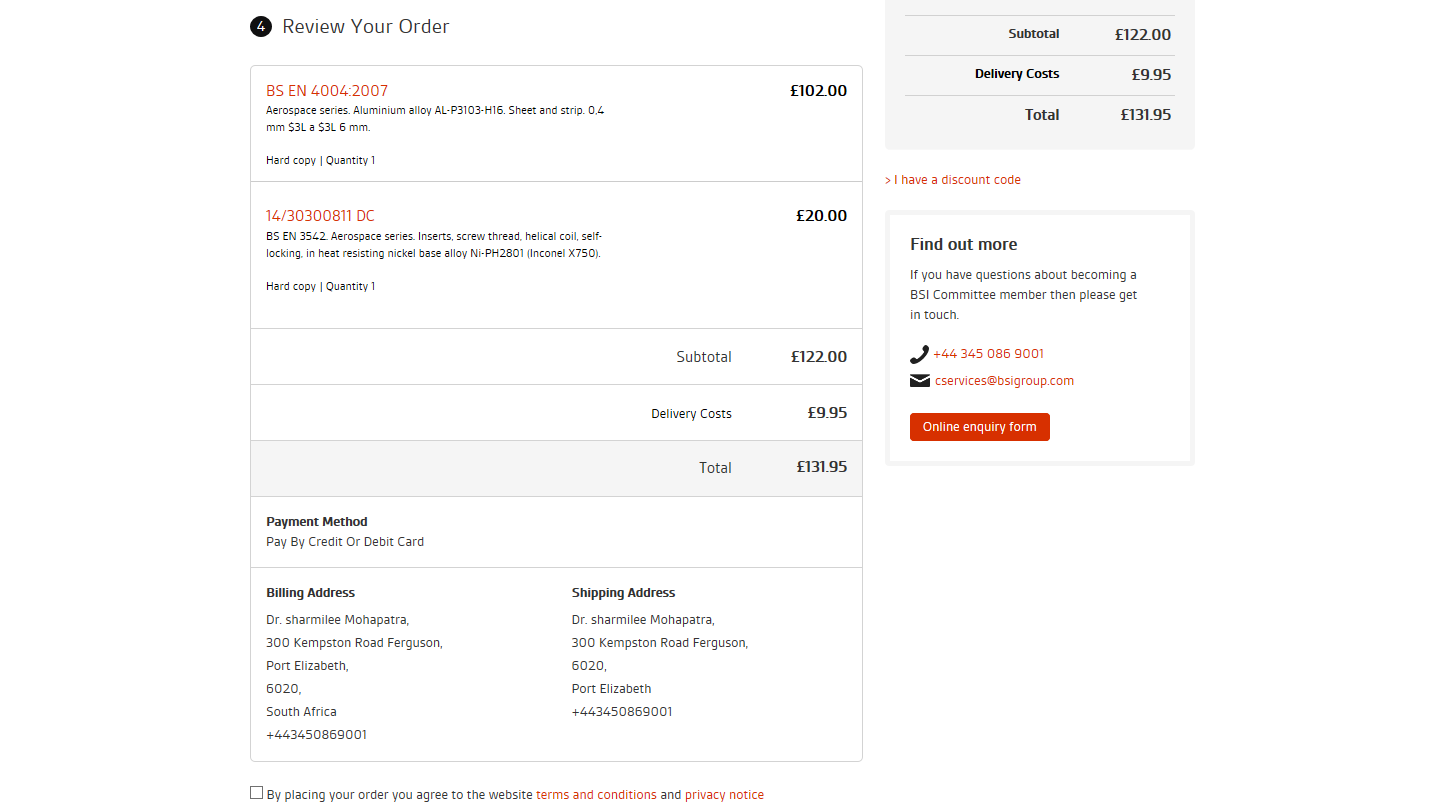 4 Review Your Order
BS EN 4004:2007 £102.00
Aerospace series. Aluminium alloy AL-P3103-H16. Sheet and strip. 0,4
mm $3L a $3L 6 mm.
Hard copy | Quantity 1
14/30300811 DC £20.00
BS EN 3542. Aerospace series. Inserts, screw thread, helical coil, self-
locking, in heat resisting nickel base alloy Ni-PH2801 (Inconel X750).
Hard copy | Quantity 1
Subtotal £122.00
Delivery Costs £9.95
Total £131.95
Payment Method
Pay By Credit Or Debit Card
Billing Address
Dr. sharmilee Mohapatra,
300 Kempston Road Ferguson,
Port Elizabeth,
6020,
South Africa
+443450869001
Shipping Address
Dr. sharmilee Mohapatra,
300 Kempston Road Ferguson,
6020,
Port Elizabeth
+443450869001
By placing your order you agree to the website terms and conditions and privacy notice
Subtotal £122.00
Delivery Costs £9.95
Total £131.95
> I have a discount code
Find out more
If you have questions about becoming a
BSI Committee member then please get
in touch.
+44 345 086 9001
cservices@bsigroup.com
Online enquiry form